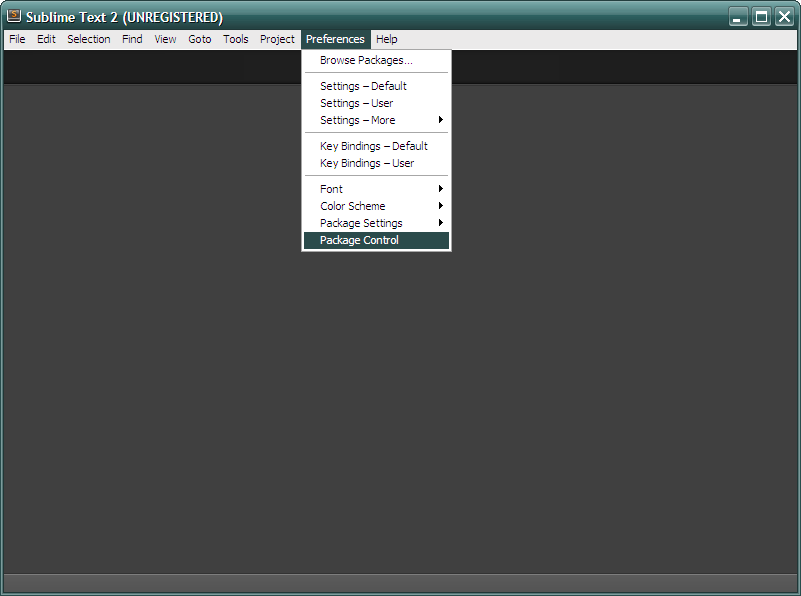 Sublime Text 2 (UNREGISTERED)
File Edit Selection Find View Goto Tools Project Preferences Help
Browse Packages...
Settings – Default
Settings – User
Settings – More
Key Bindings – Default
Key Bindings – User
Font
Color Scheme
Package Settings
Package Control